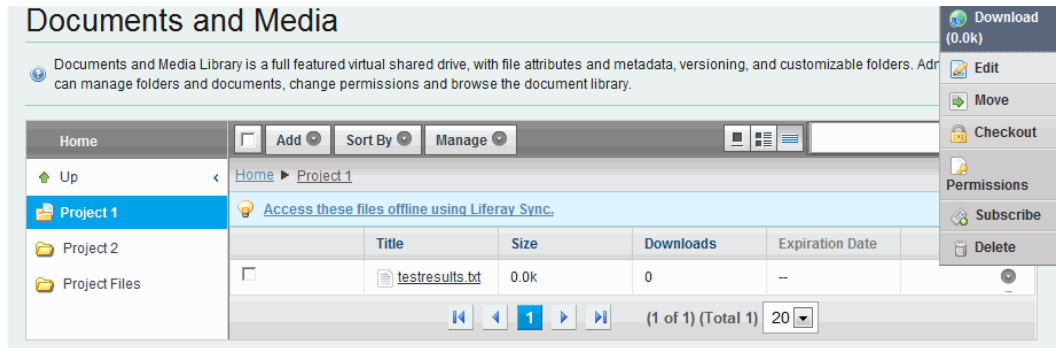 Documents and Media
Documents and Media Library is a full featured virtual shared drive, with file attributes and metadata, versioning, and customizable folders.
can manage folders and documents, change permissions and browse the document library.
Download
(0.0k)
Edit
Move
Checkout
Permissions
Subscribe
Delete
Home
Add
Sort By
Manage
Up
Home Project 1
Project 1
Access these files offline using Liferay Sync.
Project 2
Project Files
Title Size Downloads Expiration Date
testresults.txt 0.0k 0 --
1 (1 of 1) (Total 1) 20